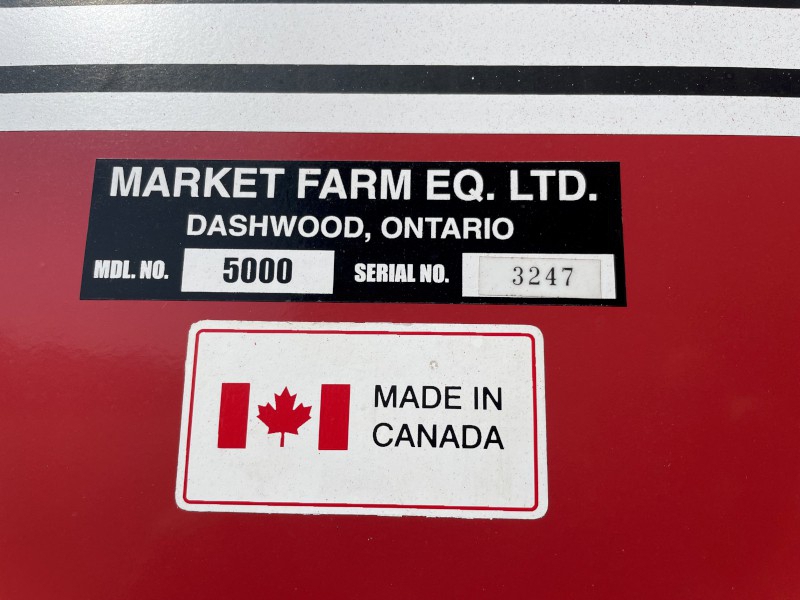 MARKET FARM EQ. LTD.
DASHWOOD, ONTARIO
MDL. NO. 5000 SERIAL NO. 3247
MADE IN
CANADA